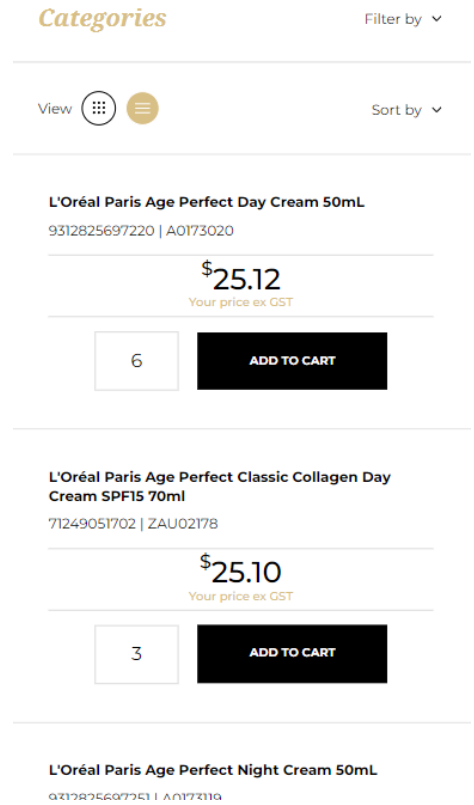 Categories
Filter by
View
Sort by
L'Oréal Paris Age Perfect Day Cream 50mL
9312825697220 | A0173020
$25.12
Your price ex GST
6
ADD TO CART
L'Oréal Paris Age Perfect Classic Collagen Day
Cream SPF15 70ml
71249051702 | ZAU02178
$25.10
Your price ex GST
3
ADD TO CART
L'Oréal Paris Age Perfect Night Cream 50mL
9312825697251 | A0173119